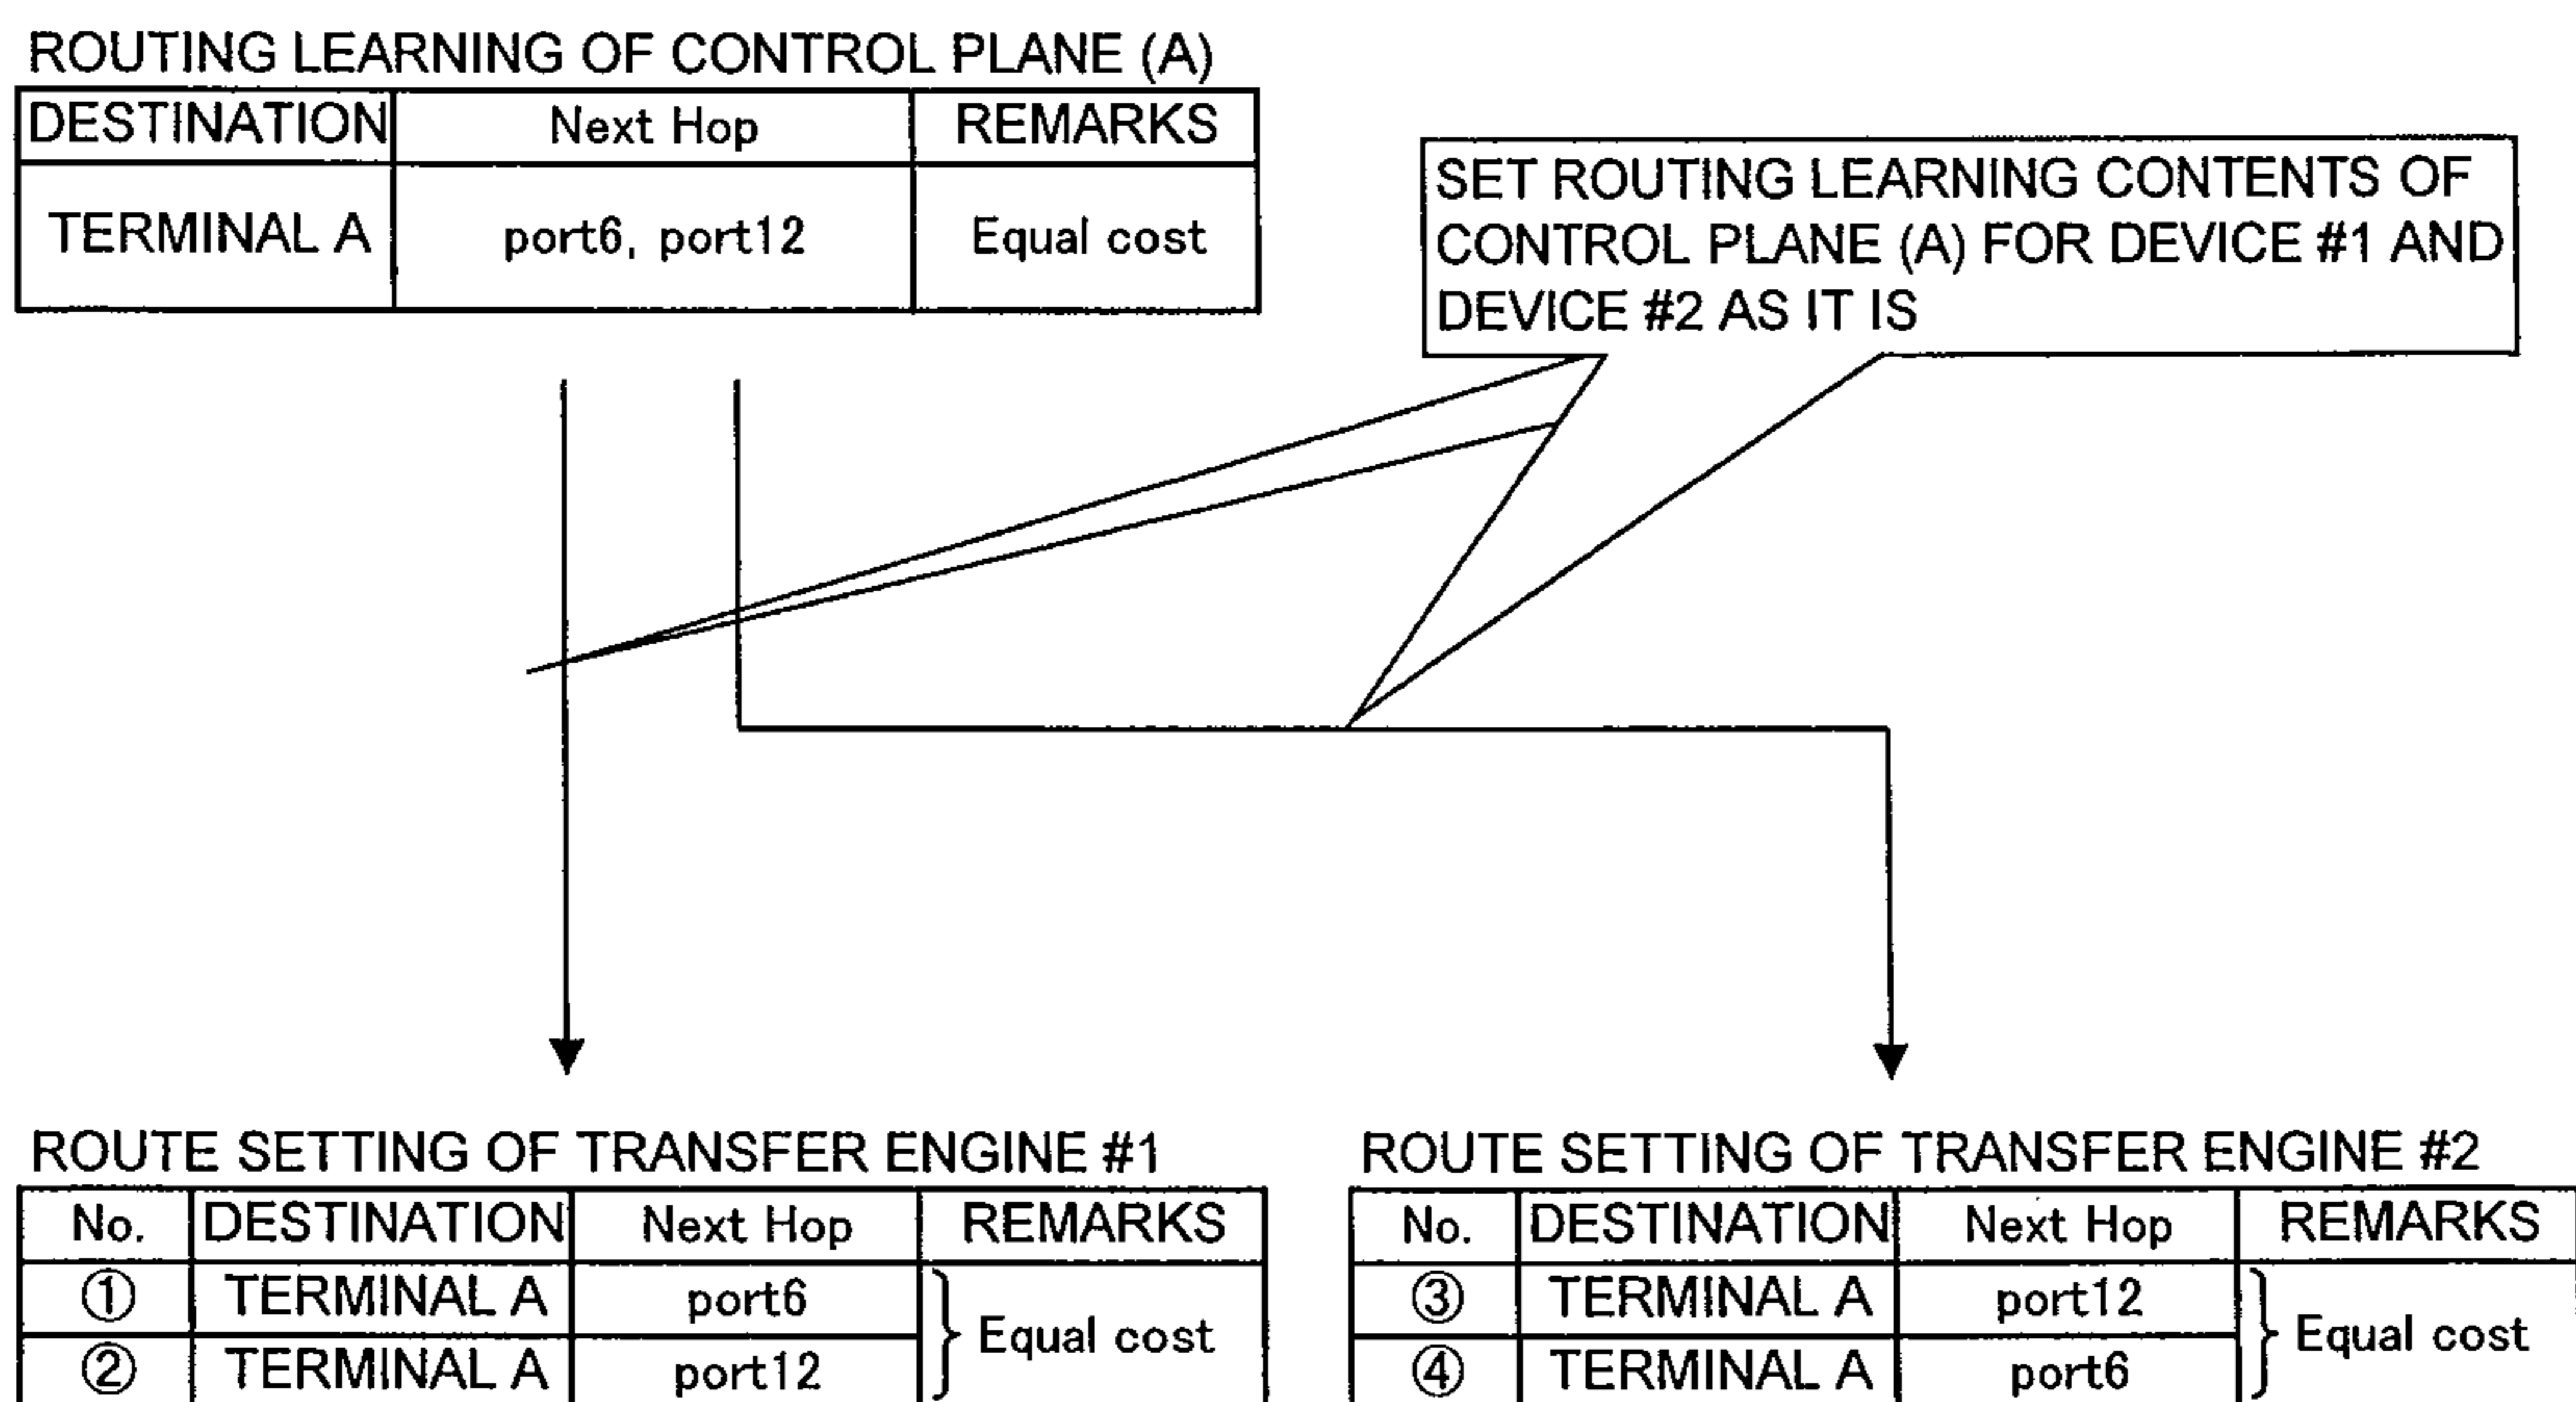 ROUTING LEARNING OF CONTROL PLANE (A)
DESTINATION Next Hop REMARKS
TERMINAL A port6, port12 Equal cost
SET ROUTING LEARNING CONTENTS OF
CONTROL PLANE (A) FOR DEVICE #1 AND
DEVICE #2 AS IT IS
ROUTE SETTING OF TRANSFER ENGINE #1
No. DESTINATION Next Hop REMARKS
① TERMINAL A port6
Equal cost
② TERMINAL A port12
ROUTE SETTING OF TRANSFER ENGINE #2
No. DESTINATION Next Hop REMARKS
③ TERMINAL A port12
Equal cost
④ TERMINAL A port6